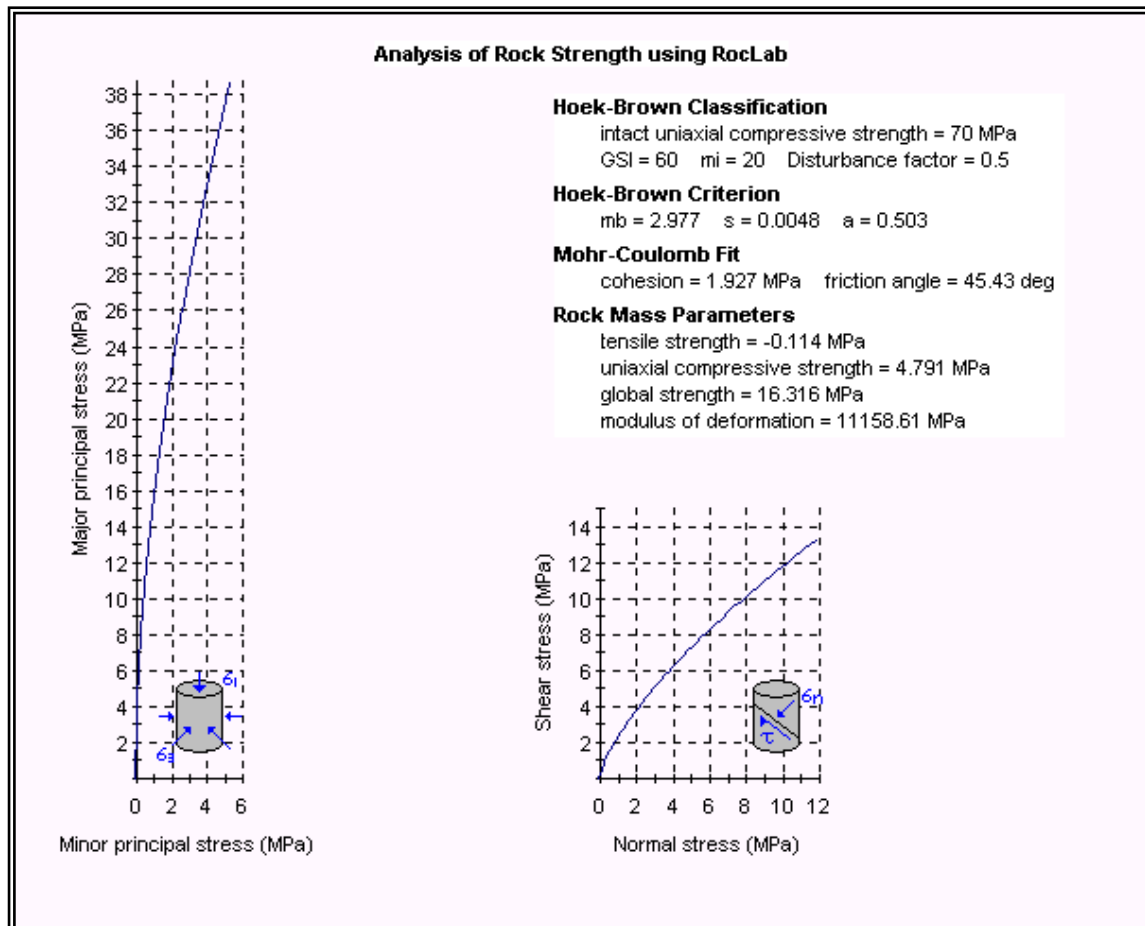 Analysis of Rock Strength using RocLab
Major principal stress (MPa)
38
36
34
32
30
28
26
24
22
20
18
16
14
12
10
8
6
4
2
σ1
σ3
0 2 4 6
Minor principal stress (MPa)
Hoek-Brown Classification
intact uniaxial compressive strength = 70 MPa
GSI = 60 mi = 20 Disturbance factor = 0.5
Hoek-Brown Criterion
mb = 2.977 s = 0.0048 a = 0.503
Mohr-Coulomb Fit
cohesion = 1.927 MPa friction angle = 45.43 deg
Rock Mass Parameters
tensile strength = -0.114 MPa
uniaxial compressive strength = 4.791 MPa
global strength = 16.316 MPa
modulus of deformation = 11158.61 MPa
Shear stress (MPa)
14
12
10
8
6
4
2
σn
τ
0 2 4 6 8 10 12
Normal stress (MPa)